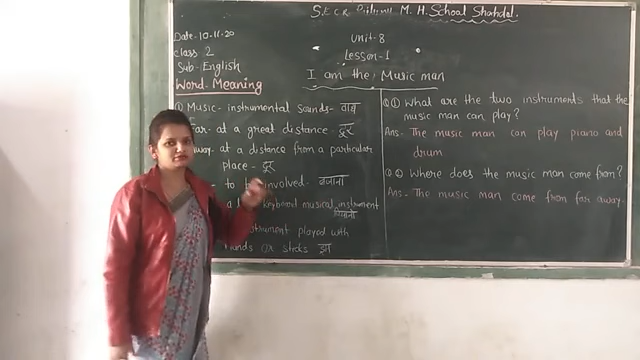 S.E.C.R. M. H. School Shahdol.
Date-10-11-20
Unit-8
Class 2
Lesson-1
Sub- English
I am the Music man
Word-Meaning
① Music- instrumental sounds- वाद्य
Far- at a great distance- दूर
away- at a distance from a particular
place- दूर
to be involved- बजाना
a keyboard musical instrument
पियानो
instrument played with
hands or sticks- ड्रम
Q.① What are the two instruments that the
music man can play?
Ans- The music man can play piano and
drum
Q.② Where does the music man come from?
Ans- The music man come from far away.